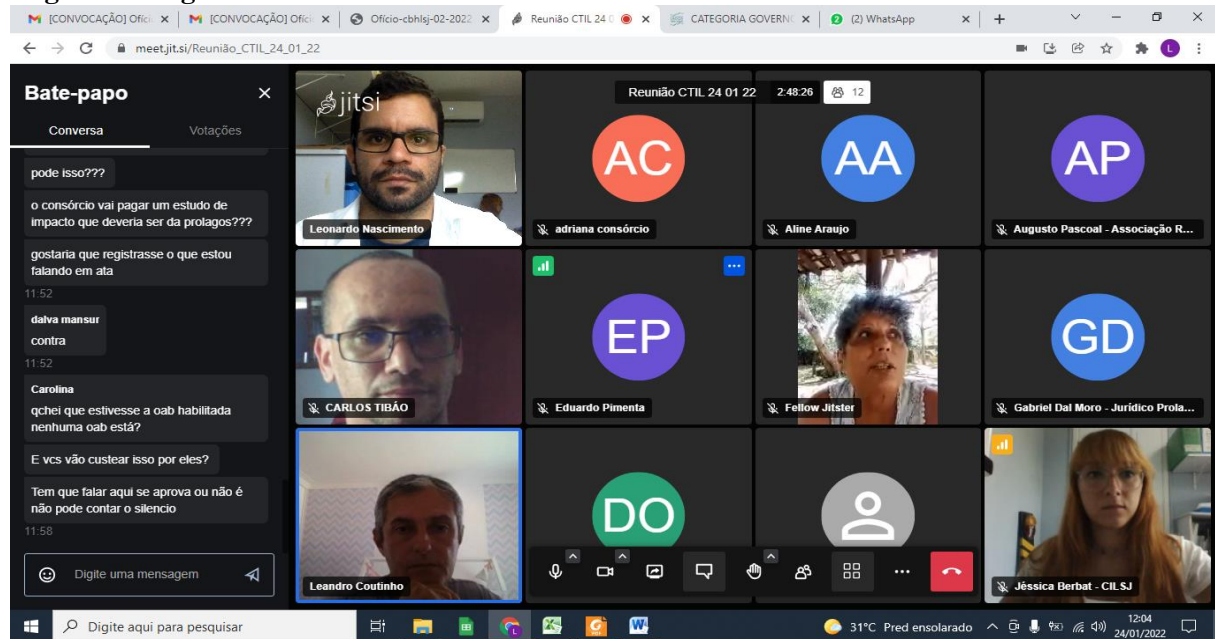 [CONVOCAÇÃO] Ofíci
[CONVOCAÇÃO] Ofíci
Ofício-cbhlsj-02-2022
Reunião CTIL 24 0
CATEGORIA GOVERN
(2) WhatsApp
meet.jit.si/Reunião_CTIL_24_01_22
L
Bate-papo
Conversa
Votações
pode isso???
o consórcio vai pagar um estudo de
impacto que deveria ser da prolagos???
gostaria que registrasse o que estou
falando em ata
11:52
dalva mansur
contra
11:52
Carolina
qchei que estivesse a oab habilitada
nenhuma oab está?
E vcs vão custear isso por eles?
Tem que falar aqui se aprova ou não é
não pode contar o silencio
11:58
Digite uma mensagem
jitsi
Reunião CTIL 24 01 22 2:48:26 12
Leonardo Nascimento
AC
adriana consórcio
AA
Aline Araujo
AP
Augusto Pascoal - Associação R...
CARLOS TIBÃO
EP
Eduardo Pimenta
Fellow Jitster
GD
Gabriel Dal Moro - Jurídico Prola...
Leandro Coutinho
DO
Jéssica Berbat - CILSJ
Digite aqui para pesquisar
31°C Pred ensolarado
12:04
24/01/2022